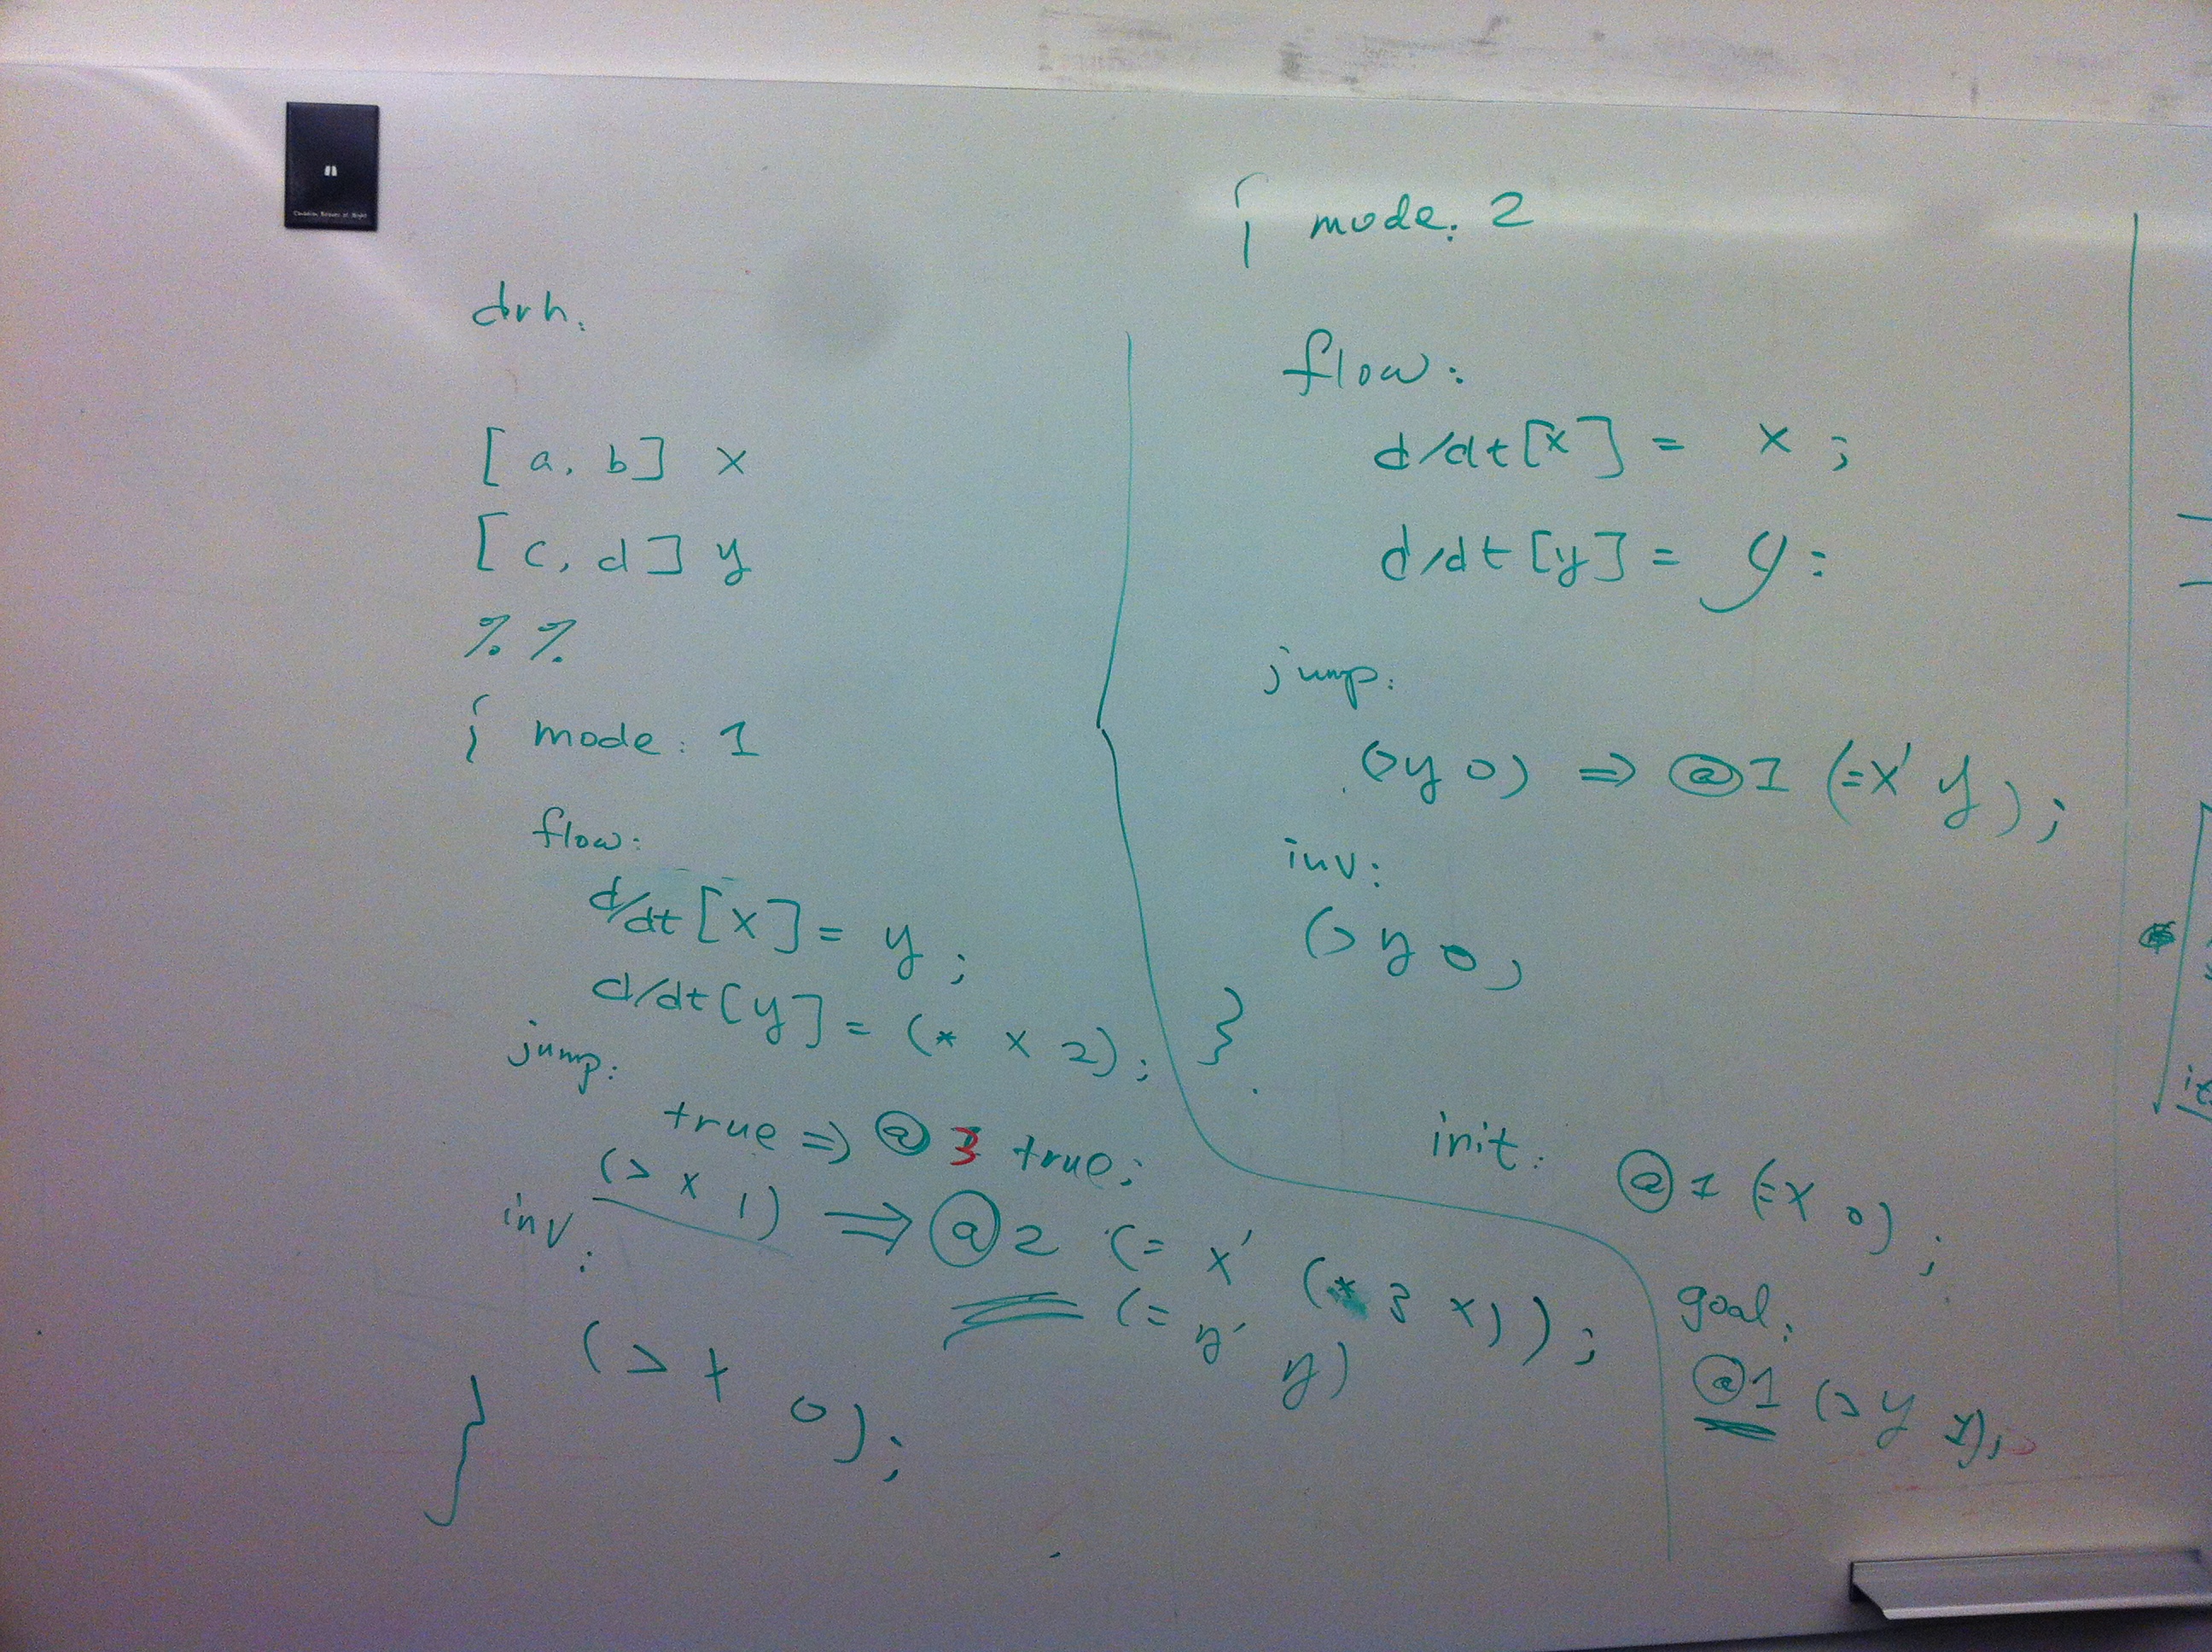 drh.
[ a, b ] x
[ c, d ] y
% %
{ mode: 1
flow:
d/dt [x] = y ;
d/dt [y] = (* x 2) ;
jump:
true => @ 3 true;
(> x 1) => @2 (= x' (* 3 x)) ;
(= y' y)
inv:
(> x 0) ;
}
{ mode: 2
flow:
d/dt [x] = x ;
d/dt [y] = y :
jump:
(>y 0) => @1 (=x' y) ;
inv:
(> y 0 ;
}
init: @1 (=x 0) ;
goal:
@1 (> y 1);